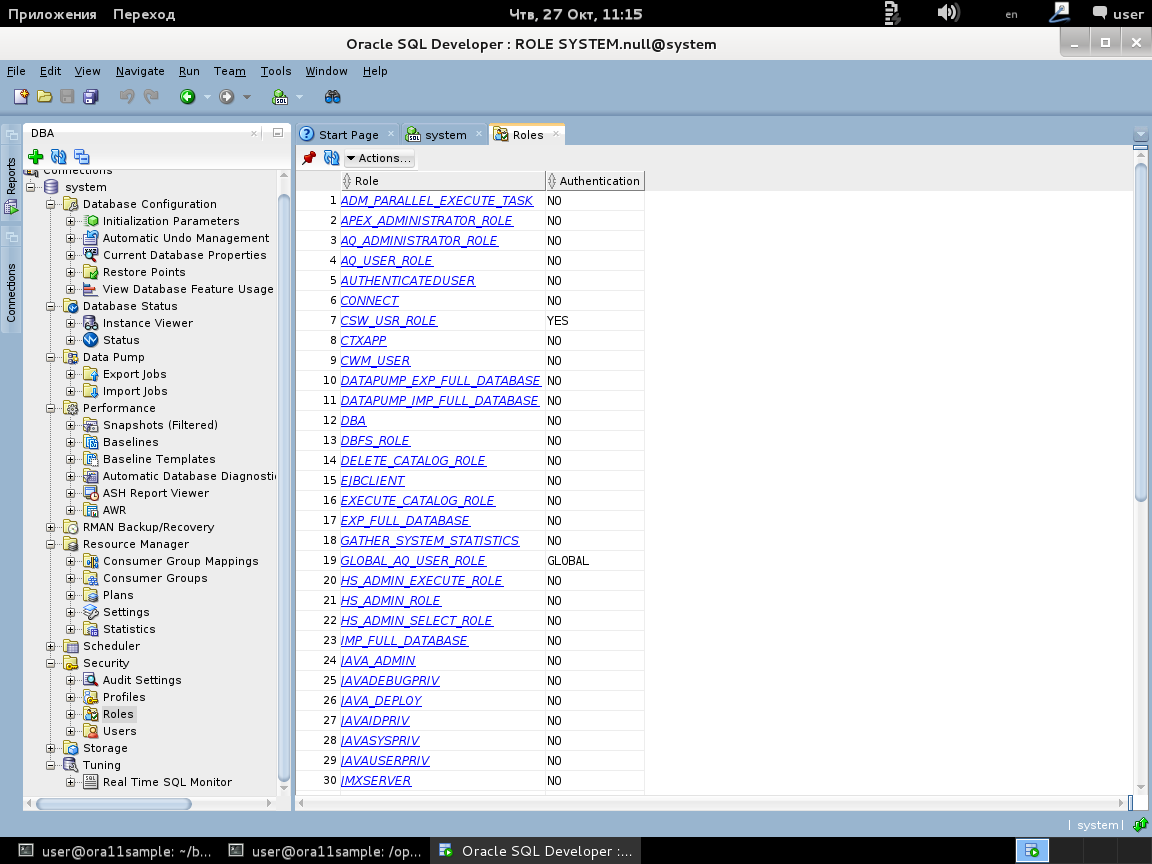 Приложения Переход Чтв, 27 Окт, 11:15 en user
Oracle SQL Developer : ROLE SYSTEM.null@system
File Edit View Navigate Run Team Tools Window Help
DBA
Start Page system Roles
Reports
Connections
Actions...
Connections
system
Database Configuration
Initialization Parameters
Automatic Undo Management
Current Database Properties
Restore Points
View Database Feature Usage
Database Status
Instance Viewer
Status
Data Pump
Export Jobs
Import Jobs
Performance
Snapshots (Filtered)
Baselines
Baseline Templates
Automatic Database Diagnosti
ASH Report Viewer
AWR
RMAN Backup/Recovery
Resource Manager
Consumer Group Mappings
Consumer Groups
Plans
Settings
Statistics
Scheduler
Security
Audit Settings
Profiles
Roles
Users
Storage
Tuning
Real Time SQL Monitor
Role Authentication
1 ADM_PARALLEL_EXECUTE_TASK NO
2 APEX_ADMINISTRATOR_ROLE NO
3 AQ_ADMINISTRATOR_ROLE NO
4 AQ_USER_ROLE NO
5 AUTHENTICATEDUSER NO
6 CONNECT NO
7 CSW_USR_ROLE YES
8 CTXAPP NO
9 CWM_USER NO
10 DATAPUMP_EXP_FULL_DATABASE NO
11 DATAPUMP_IMP_FULL_DATABASE NO
12 DBA NO
13 DBFS_ROLE NO
14 DELETE_CATALOG_ROLE NO
15 EJBCLIENT NO
16 EXECUTE_CATALOG_ROLE NO
17 EXP_FULL_DATABASE NO
18 GATHER_SYSTEM_STATISTICS NO
19 GLOBAL_AQ_USER_ROLE GLOBAL
20 HS_ADMIN_EXECUTE_ROLE NO
21 HS_ADMIN_ROLE NO
22 HS_ADMIN_SELECT_ROLE NO
23 IMP_FULL_DATABASE NO
24 JAVA_ADMIN NO
25 JAVADEBUGPRIV NO
26 JAVA_DEPLOY NO
27 JAVAIDPRIV NO
28 JAVASYSPRIV NO
29 JAVAUSERPRIV NO
30 JMXSERVER NO
| system |
user@ora11sample: ~/b... user@ora11sample: /op... Oracle SQL Developer :...